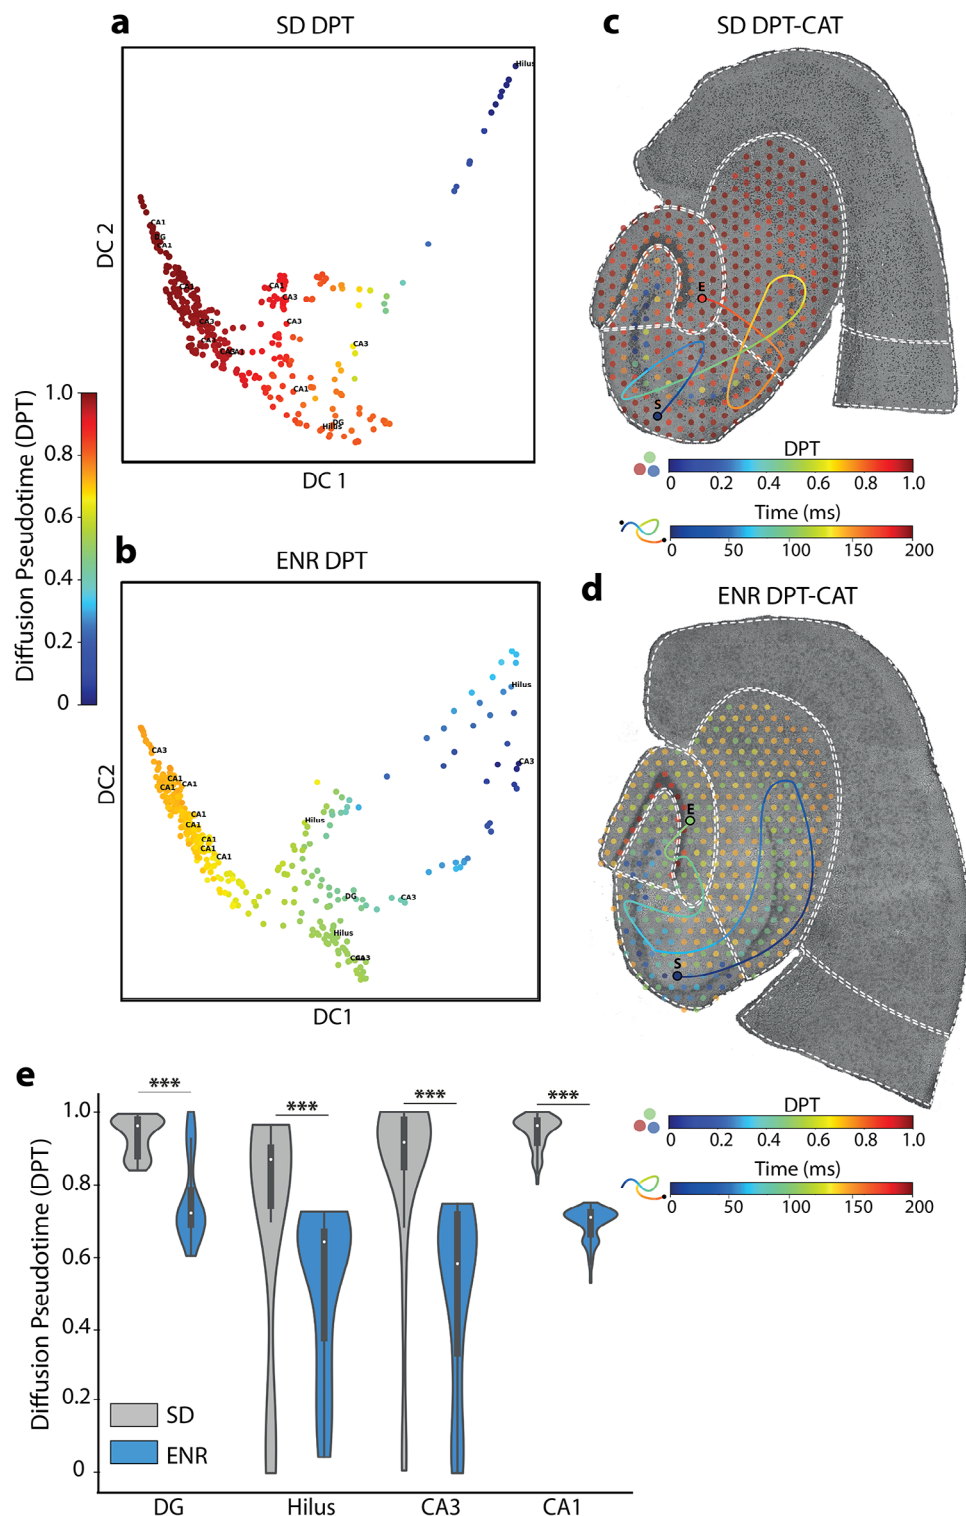 a
SD DPT
Hilus
CA1
DG
CA1
CA1
CA1
CA3
CA3
CA3
CA3
CA1
CA1
DG
Hilus
DC 2
DC 1
Diffusion Pseudotime (DPT)
1.0
0.8
0.6
0.4
0.2
0
b
ENR DPT
Hilus
CA3
CA3
CA1
CA1
CA1
CA1
CA1
CA1
CA1
CA1
Hilus
DG
CA3
Hilus
CA3
DC2
DC1
c
SD DPT-CAT
E
S
DPT
0 0.2 0.4 0.6 0.8 1.0
Time (ms)
0 50 100 150 200
d
ENR DPT-CAT
E
S
DPT
0 0.2 0.4 0.6 0.8 1.0
Time (ms)
0 50 100 150 200
e
*** *** *** ***
Diffusion Pseudotime (DPT)
1.0
0.8
0.6
0.4
0.2
0
SD
ENR
DG Hilus CA3 CA1